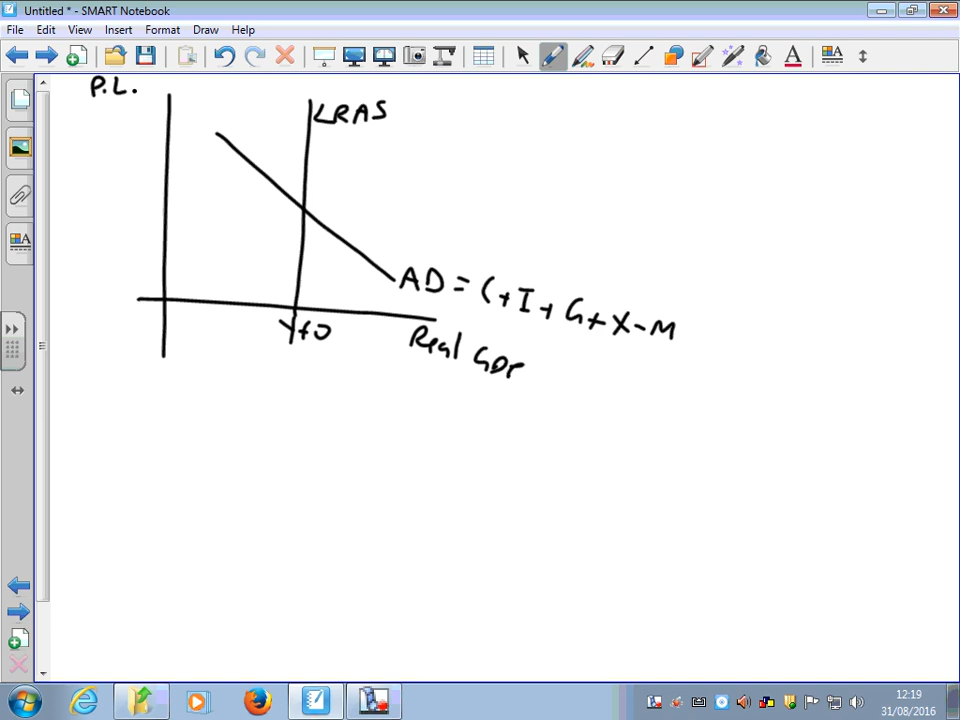 Untitled * - SMART Notebook
File Edit View Insert Format Draw Help
P.L.
LRAS
AD = C+I+G+X-M
Yf0
Real GDP
12:19
31/08/2016